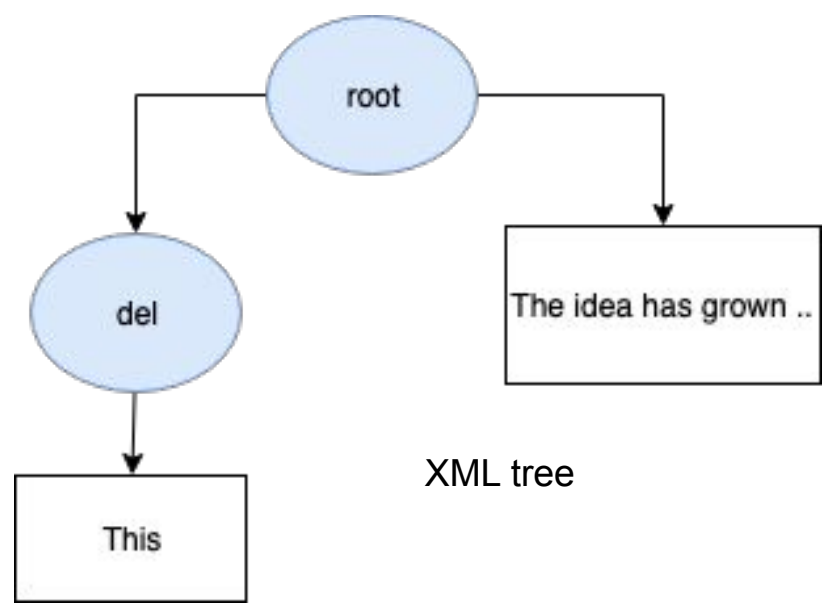 root
del
The idea has grown ..
XML tree
This